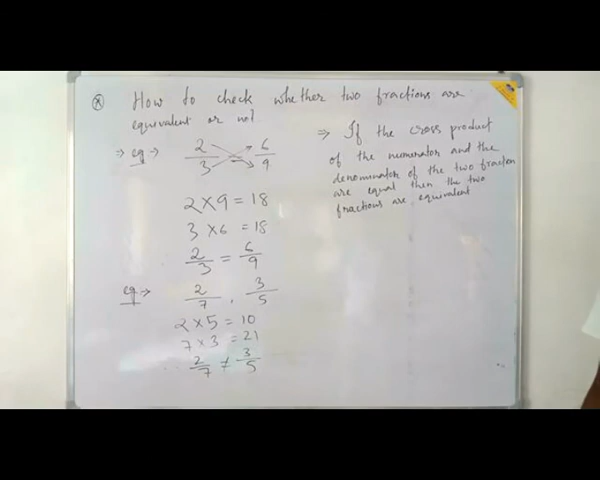 How to check whether two fractions are
equivalent or not
⇒ eg → 2/3 6/9
2 × 9 = 18
3 × 6 = 18
2/3 = 6/9
eg → 2/7 , 3/5
2 × 5 = 10
7 × 3 = 21
2/7 ≠ 3/5
⇒ If the cross product
of the numinator and the
denominator of the two fraction
are equal then the two
fractions are equivalent